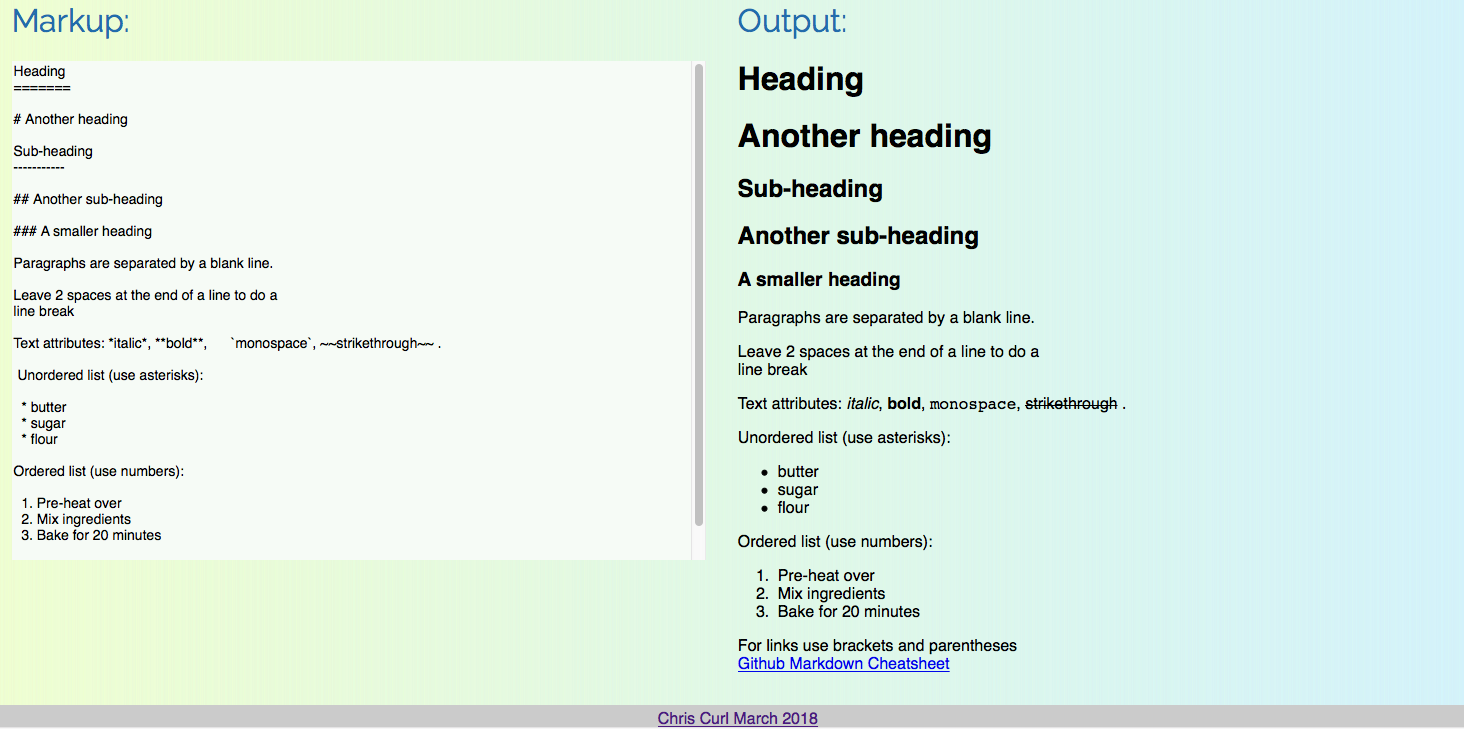 Markup:
Heading
=======
# Another heading
Sub-heading
-----------
## Another sub-heading
### A smaller heading
Paragraphs are separated by a blank line.
Leave 2 spaces at the end of a line to do a
line break
Text attributes: *italic*, **bold**,      `monospace`, ~~strikethrough~~ .
Unordered list (use asterisks):
* butter
* sugar
* flour
Ordered list (use numbers):
1. Pre-heat over
2. Mix ingredients
3. Bake for 20 minutes
Output:
Heading
Another heading
Sub-heading
Another sub-heading
A smaller heading
Paragraphs are separated by a blank line.
Leave 2 spaces at the end of a line to do a
line break
Text attributes: italic, bold, monospace, strikethrough .
Unordered list (use asterisks):
• butter
• sugar
• flour
Ordered list (use numbers):
1. Pre-heat over
2. Mix ingredients
3. Bake for 20 minutes
For links use brackets and parentheses
Github Markdown Cheatsheet
Chris Curl March 2018